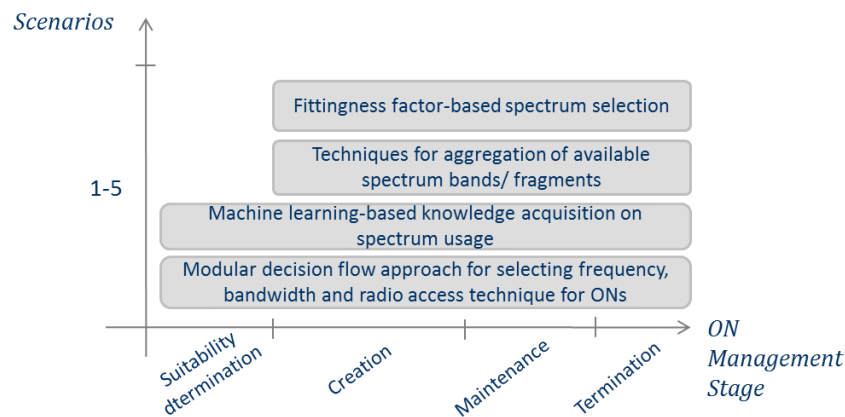 Scenarios
Fittingness factor-based spectrum selection
Techniques for aggregation of available
spectrum bands/ fragments
1-5
Machine learning-based knowledge acquisition on
spectrum usage
Modular decision flow approach for selecting frequency,
bandwidth and radio access technique for ONs
Suitability
dtermination
Creation
Maintenance
Termination
ON
Management
Stage